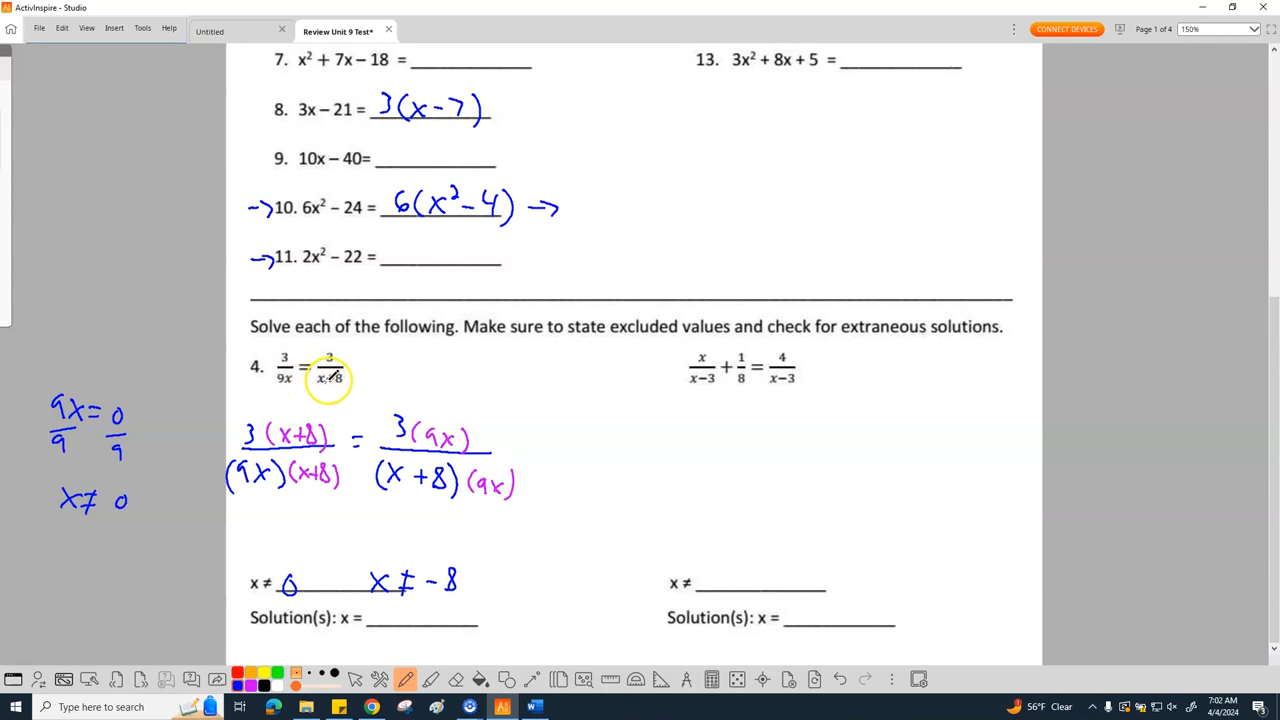 ActivInspire - Studio
File Edit View Insert Tools Help
Untitled
Review Unit 9 Test*
CONNECT DEVICES
Page 1 of 4
150%
7. x² + 7x – 18 = ____________
13. 3x² + 8x + 5 = ____________
8. 3x – 21 = 3(x-7)
9. 10x – 40= ____________
→10. 6x² – 24 = 6(x²-4) →
→11. 2x² – 22 = ____________
Solve each of the following. Make sure to state excluded values and check for extraneous solutions.
4. 3/9x = 3/x+8
x/x−3 + 1/8 = 4/x−3
9x = 0
9 9
x ≠ 0
3(x+8)/(9x)(x+8) = 3(9x)/(x+8)(9x)
x ≠ 0 x ≠ -8
x ≠ ____________
Solution(s): x = ____________
Solution(s): x = ____________
Type here to search
56°F Clear
7:02 AM
4/4/2024